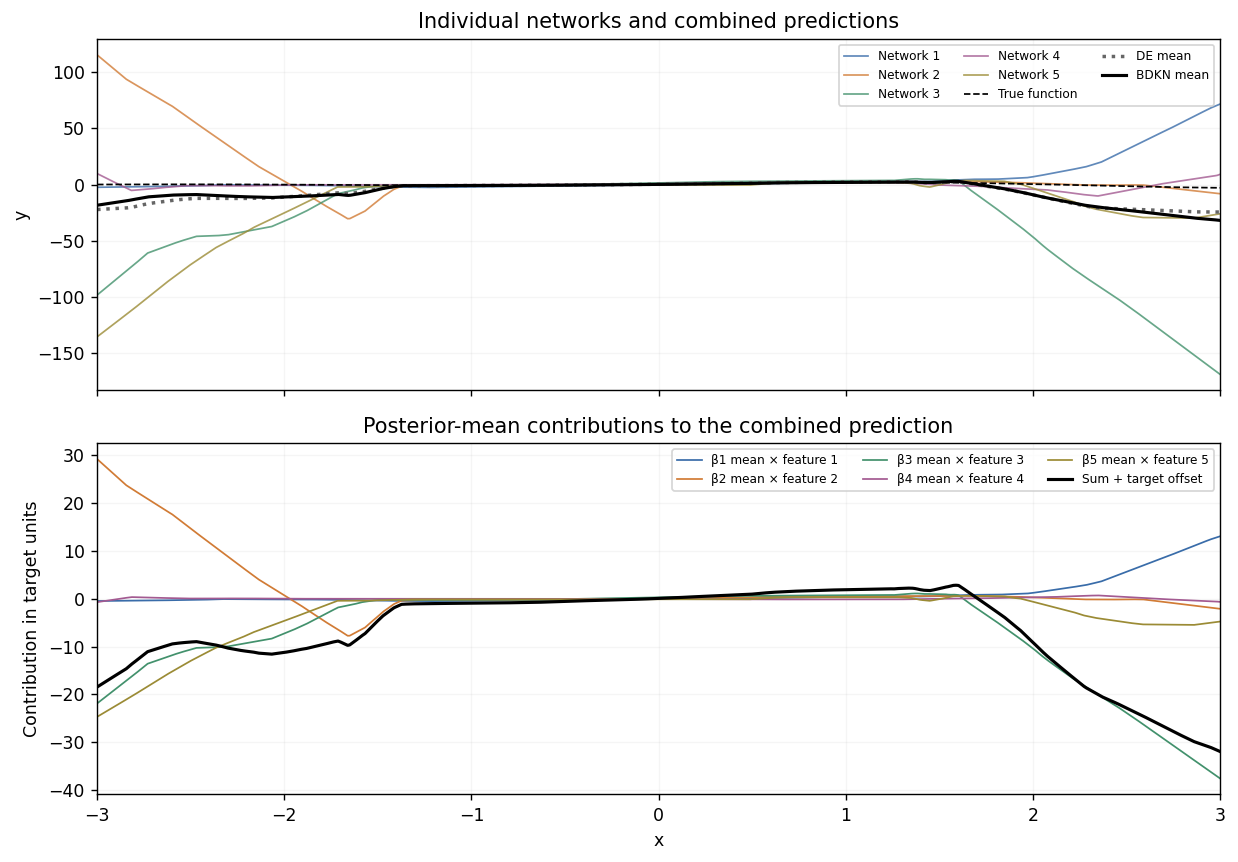 Individual networks and combined predictions
Network 1
Network 2
Network 3
Network 4
Network 5
True function
DE mean
BDKN mean
100
50
0
−50
−100
−150
y
Posterior-mean contributions to the combined prediction
β1 mean × feature 1
β2 mean × feature 2
β3 mean × feature 3
β4 mean × feature 4
β5 mean × feature 5
Sum + target offset
30
20
10
0
−10
−20
−30
−40
Contribution in target units
−3
−2
−1
0
1
2
3
x